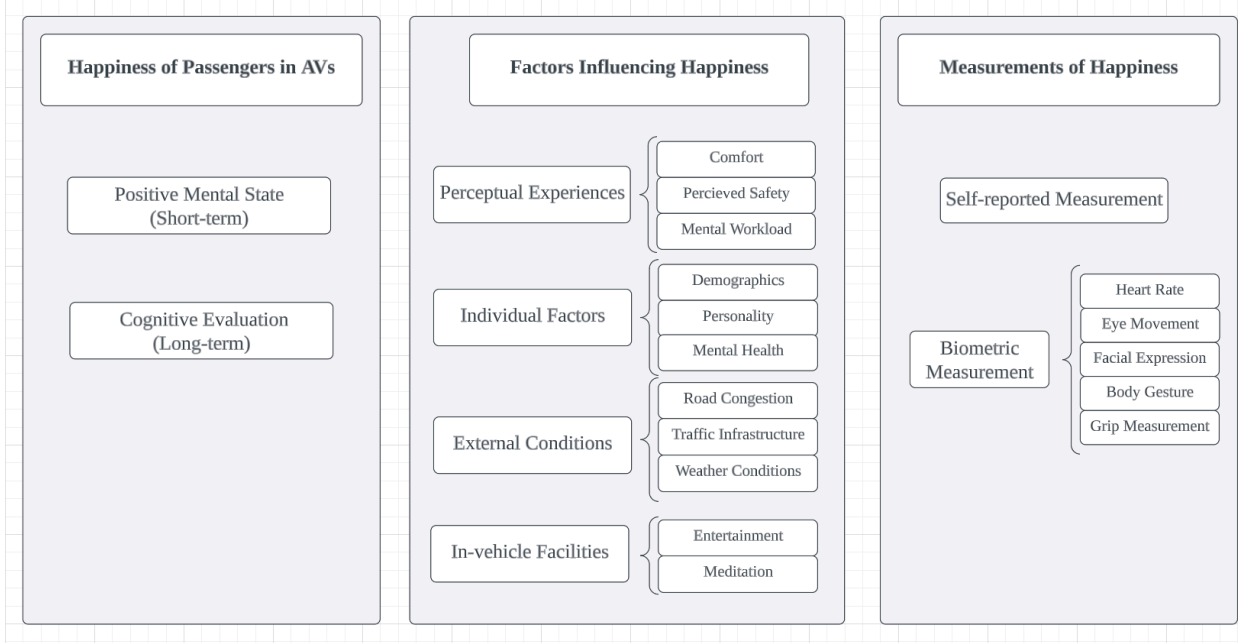 Happiness of Passengers in AVs
Positive Mental State
(Short-term)
Cognitive Evaluation
(Long-term)
Factors Influencing Happiness
Perceptual Experiences
Comfort
Percieved Safety
Mental Workload
Individual Factors
Demographics
Personality
Mental Health
External Conditions
Road Congestion
Traffic Infrastructure
Weather Conditions
In-vehicle Facilities
Entertainment
Meditation
Measurements of Happiness
Self-reported Measurement
Biometric
Measurement
Heart Rate
Eye Movement
Facial Expression
Body Gesture
Grip Measurement